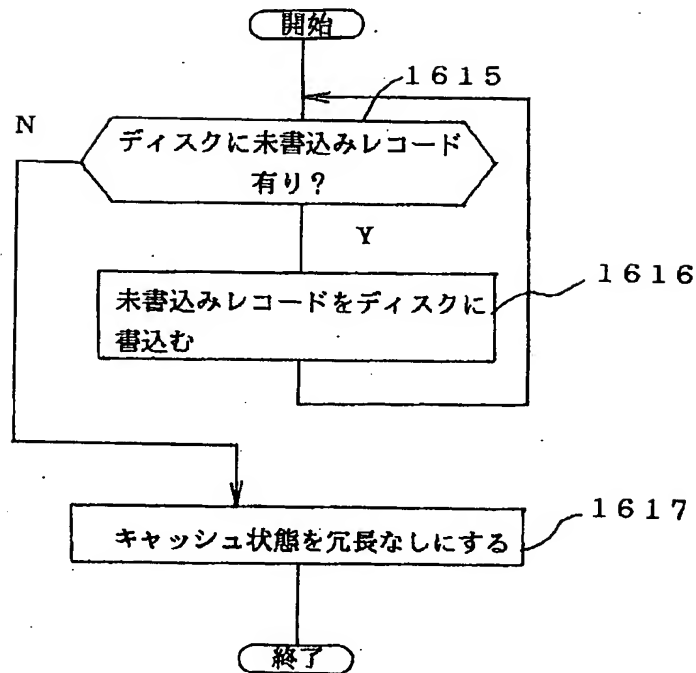 開始
1615
N
ディスクに未書込みレコード
有り?
Y
1616
未書込みレコードをディスクに
書込む
1617
キャッシュ状態を冗長なしにする
終了